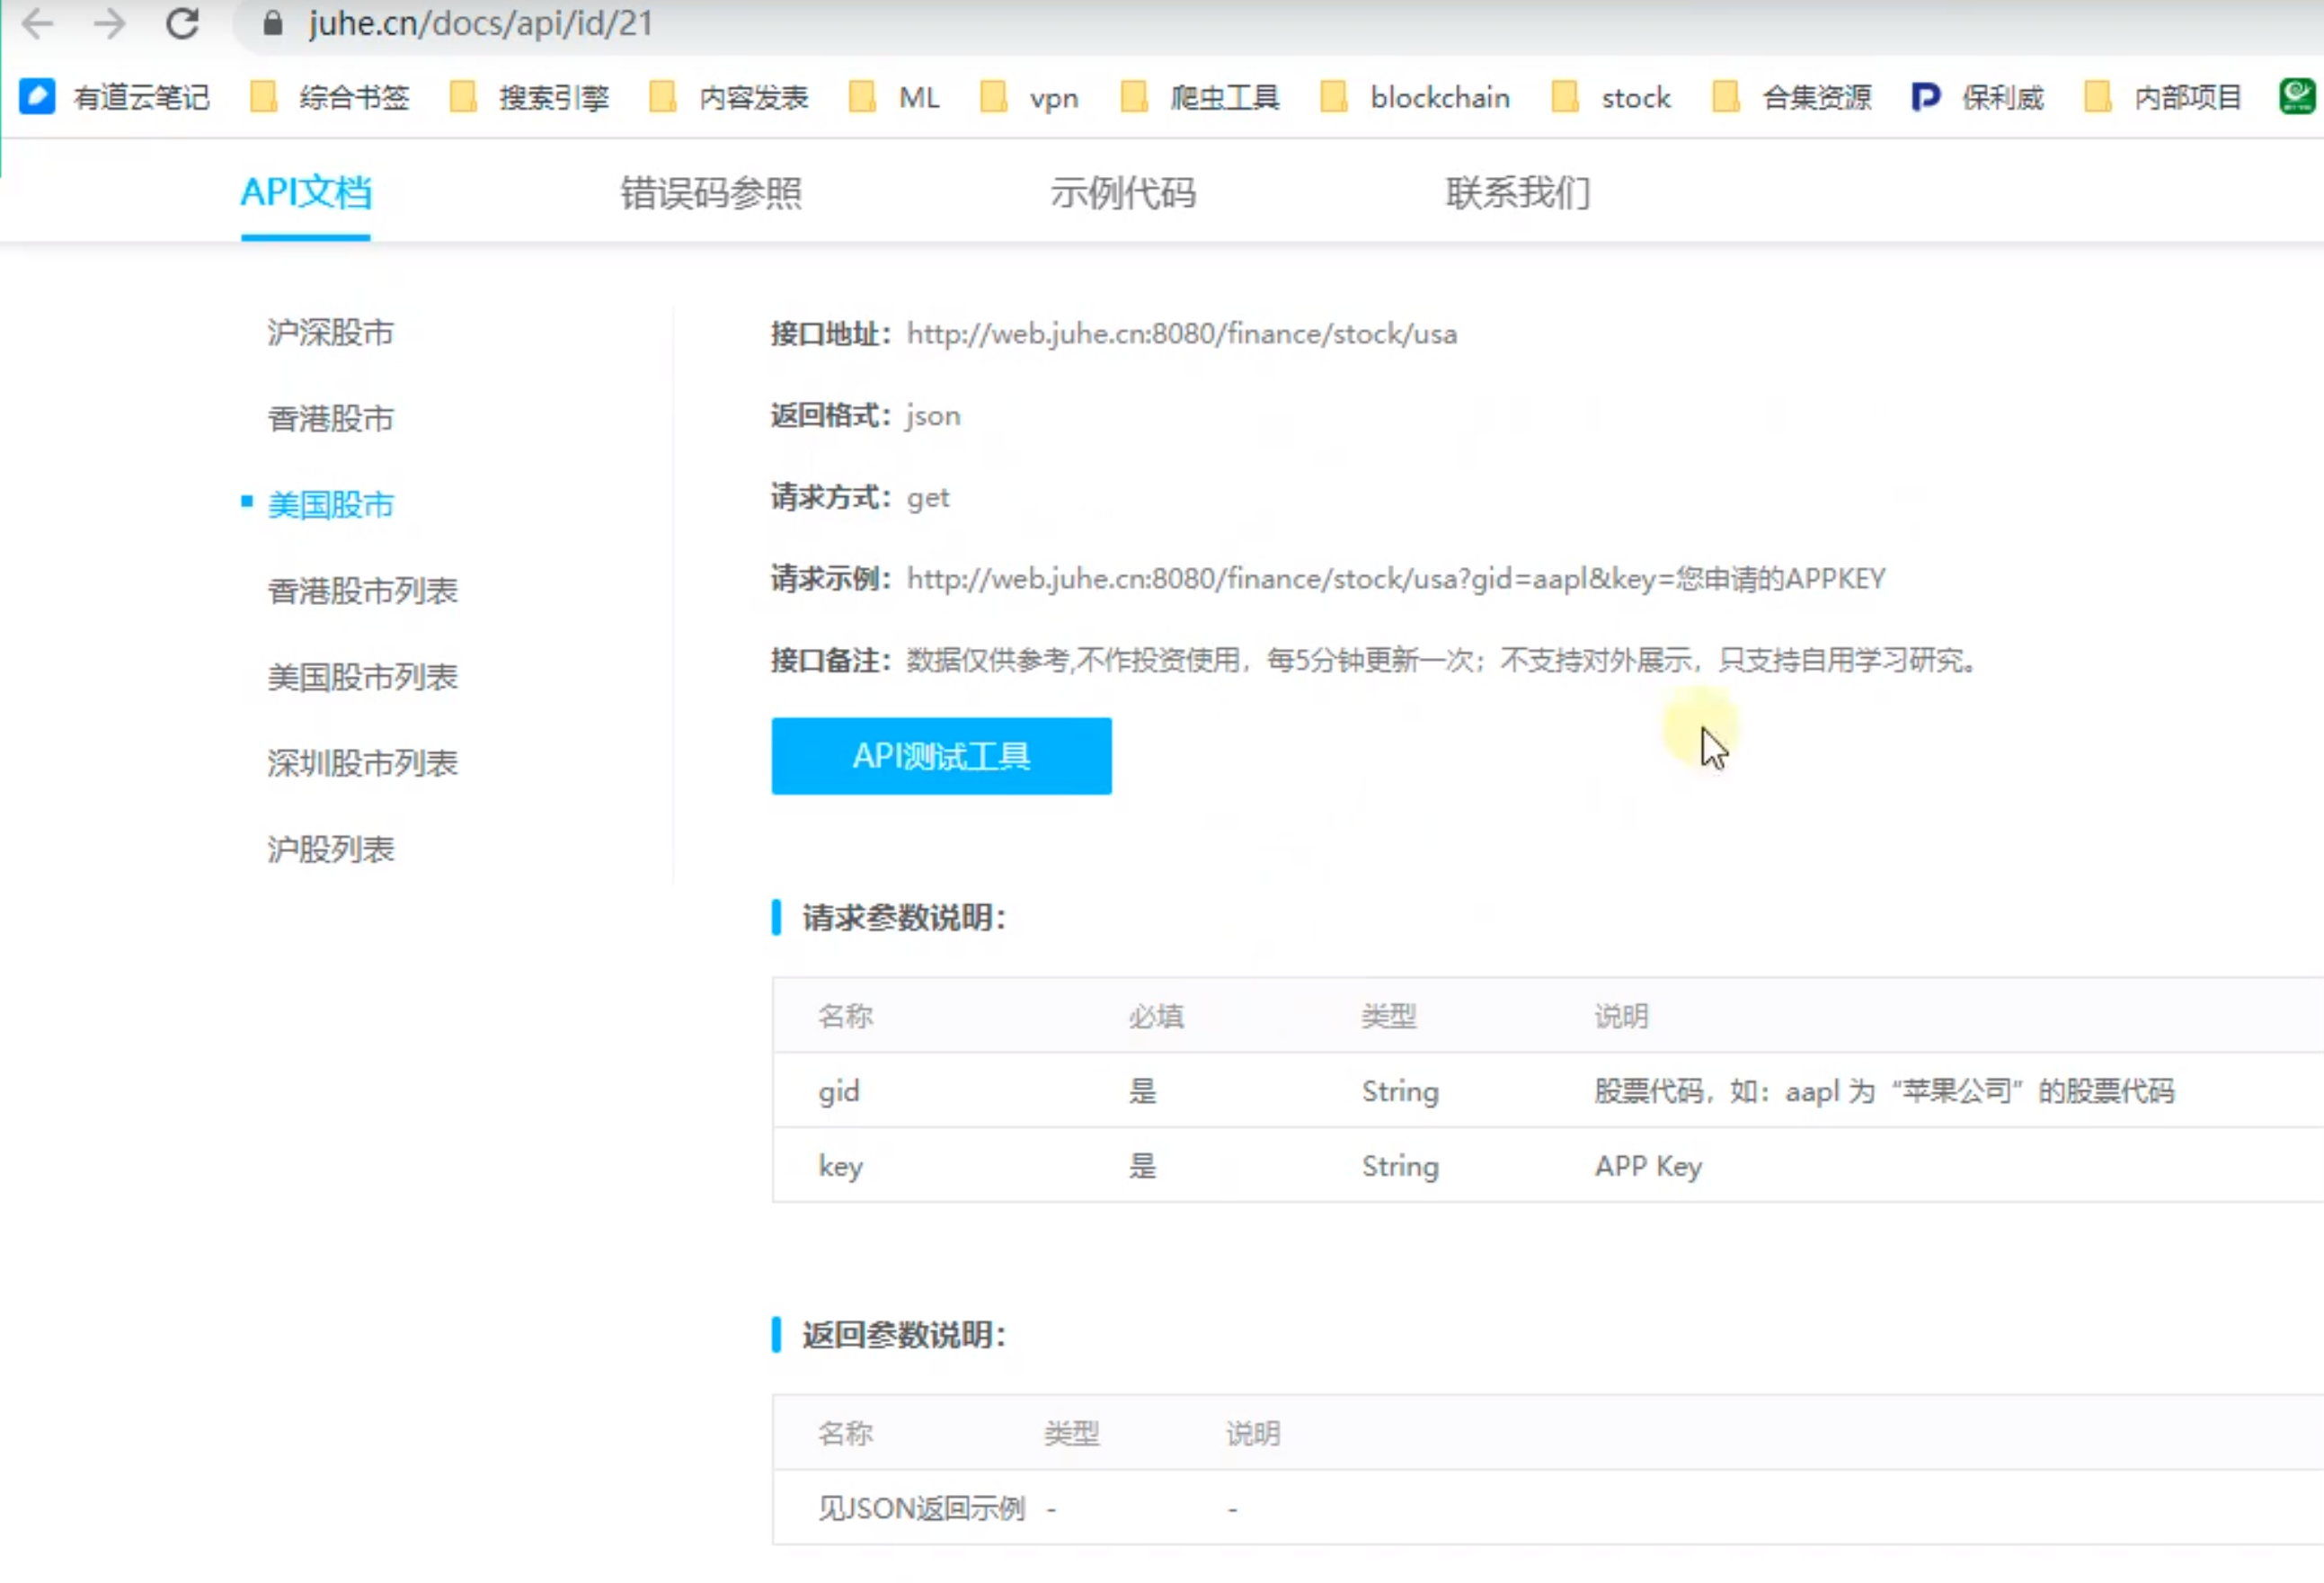 juhe.cn/docs/api/id/21
有道云笔记 综合书签 搜索引擎 内容发表 ML vpn 爬虫工具 blockchain stock 合集资源 保利威 内部项目
API文档 错误码参照 示例代码 联系我们
沪深股市
香港股市
美国股市
香港股市列表
美国股市列表
深圳股市列表
沪股列表
接口地址：http://web.juhe.cn:8080/finance/stock/usa
返回格式：json
请求方式：get
请求示例：http://web.juhe.cn:8080/finance/stock/usa?gid=aapl&key=您申请的APPKEY
接口备注：数据仅供参考,不作投资使用，每5分钟更新一次；不支持对外展示，只支持自用学习研究。
API测试工具
请求参数说明：
名称 必填 类型 说明
gid 是 String 股票代码，如：aapl 为“苹果公司”的股票代码
key 是 String APP Key
返回参数说明：
名称 类型 说明
见JSON返回示例 - -